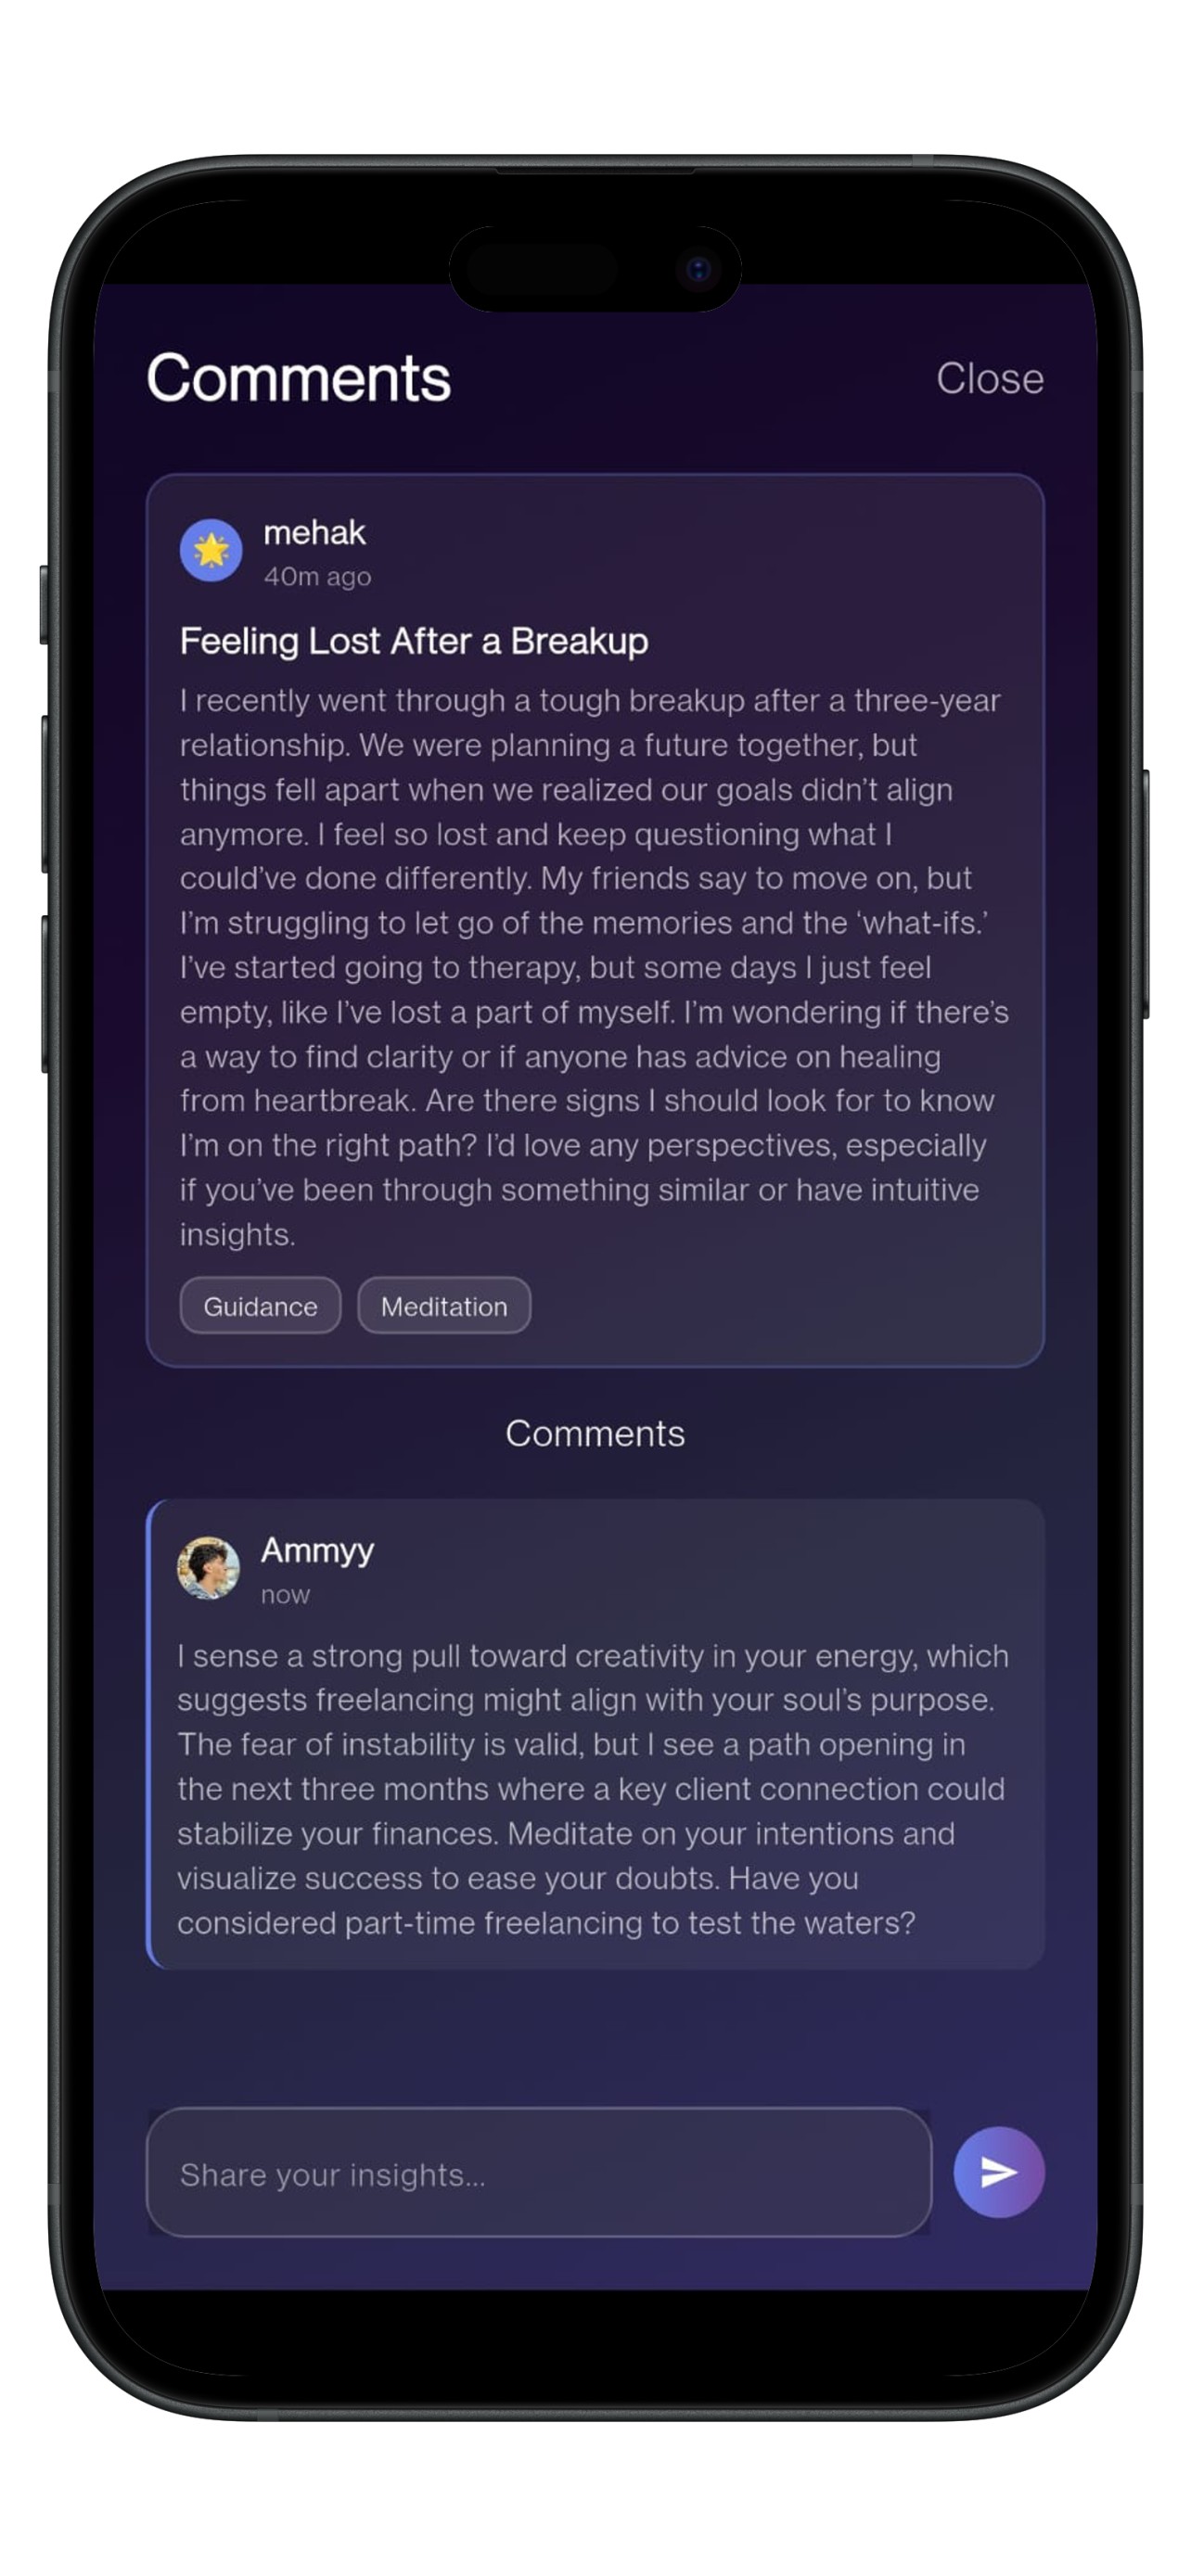 Comments
Close
mehak
40m ago
Feeling Lost After a Breakup
I recently went through a tough breakup after a three-year
relationship. We were planning a future together, but
things fell apart when we realized our goals didn’t align
anymore. I feel so lost and keep questioning what I
could’ve done differently. My friends say to move on, but
I’m struggling to let go of the memories and the ‘what-ifs.’
I’ve started going to therapy, but some days I just feel
empty, like I’ve lost a part of myself. I’m wondering if there’s
a way to find clarity or if anyone has advice on healing
from heartbreak. Are there signs I should look for to know
I’m on the right path? I’d love any perspectives, especially
if you’ve been through something similar or have intuitive
insights.
Guidance
Meditation
Comments
Ammyy
now
I sense a strong pull toward creativity in your energy, which
suggests freelancing might align with your soul’s purpose.
The fear of instability is valid, but I see a path opening in
the next three months where a key client connection could
stabilize your finances. Meditate on your intentions and
visualize success to ease your doubts. Have you
considered part-time freelancing to test the waters?
Share your insights...